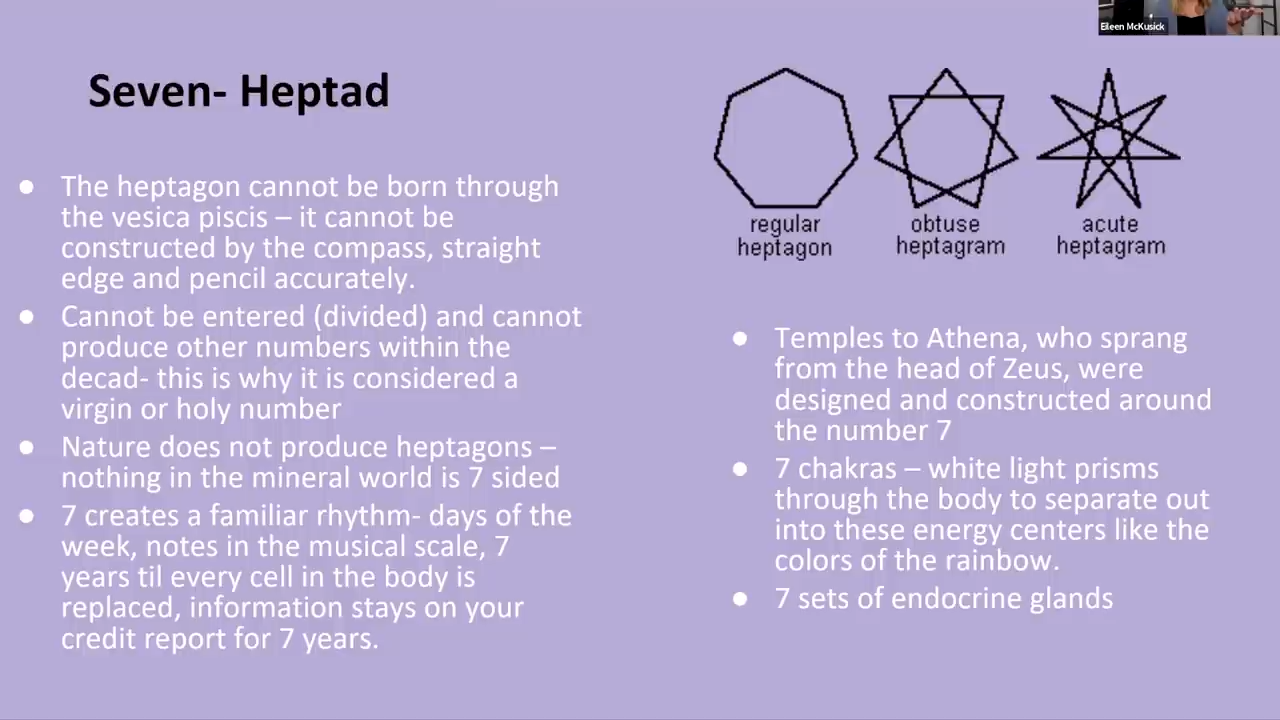 Eileen McKusick
Seven- Heptad
● The heptagon cannot be born through
the vesica piscis – it cannot be
constructed by the compass, straight
edge and pencil accurately.
● Cannot be entered (divided) and cannot
produce other numbers within the
decad- this is why it is considered a
virgin or holy number
● Nature does not produce heptagons –
nothing in the mineral world is 7 sided
● 7 creates a familiar rhythm- days of the
week, notes in the musical scale, 7
years til every cell in the body is
replaced, information stays on your
credit report for 7 years.
regular
heptagon
obtuse
heptagram
acute
heptagram
● Temples to Athena, who sprang
from the head of Zeus, were
designed and constructed around
the number 7
● 7 chakras – white light prisms
through the body to separate out
into these energy centers like the
colors of the rainbow.
● 7 sets of endocrine glands